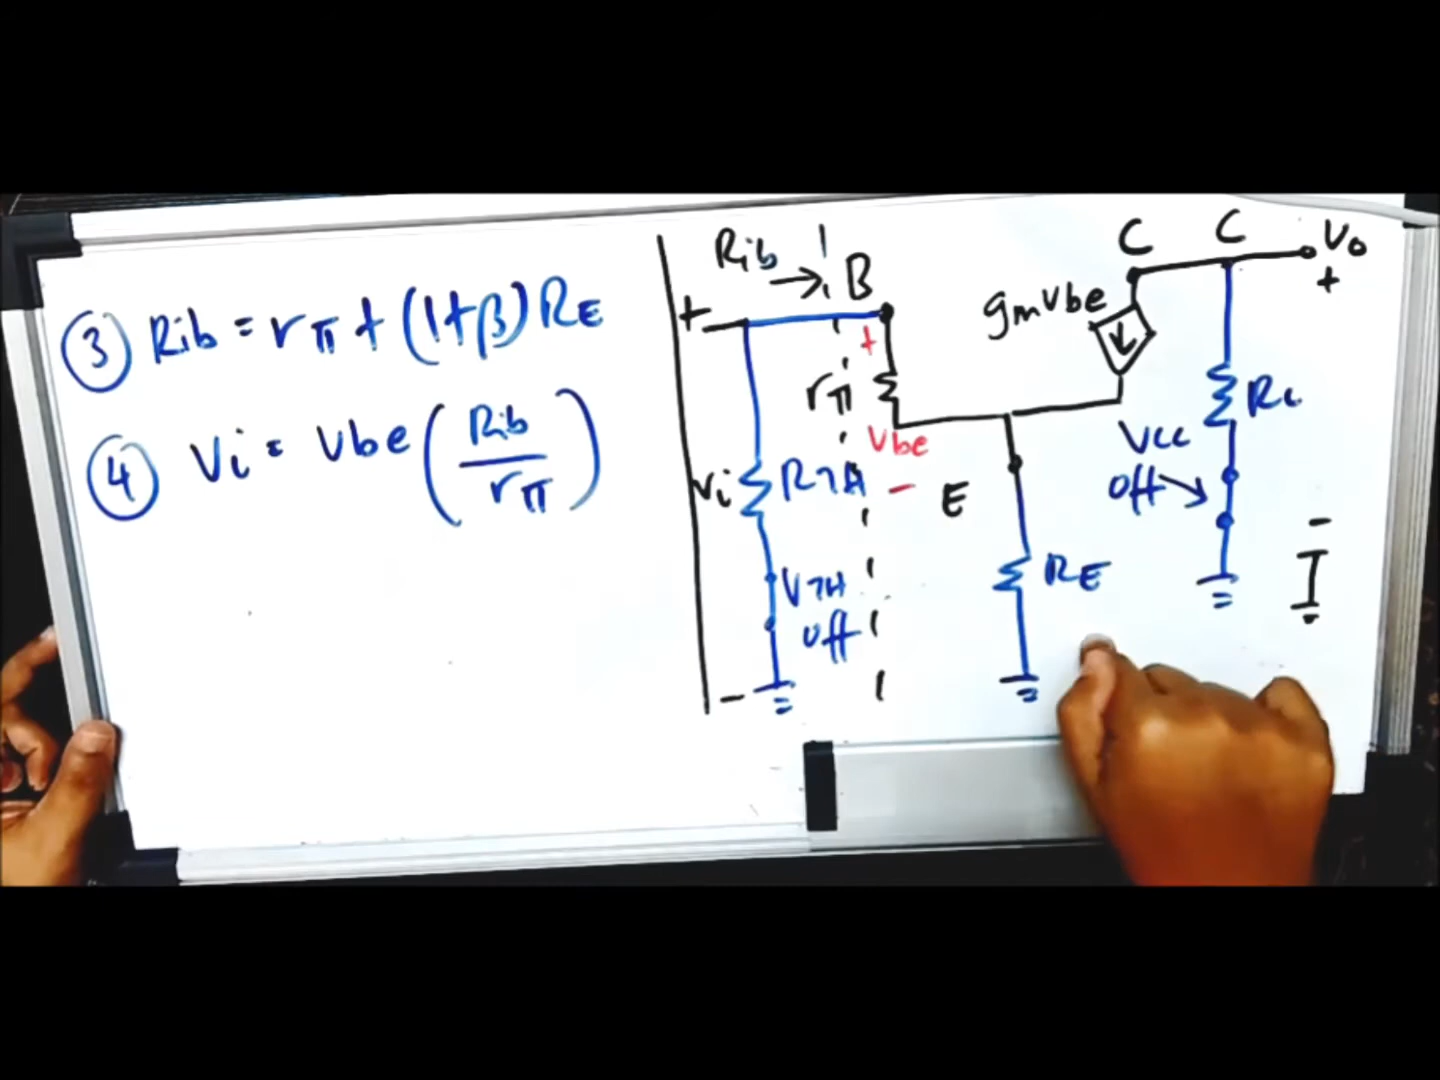 ③ Rib = rπ + (1+β)RE
④ Vi = Vbe (Rib / rπ)
Rib → B
C C Vo
+ +
gmVbe
+
rπ
RC
Vbe
Vcc
off
Vi RTH - E
-
RE
VTH
off
-